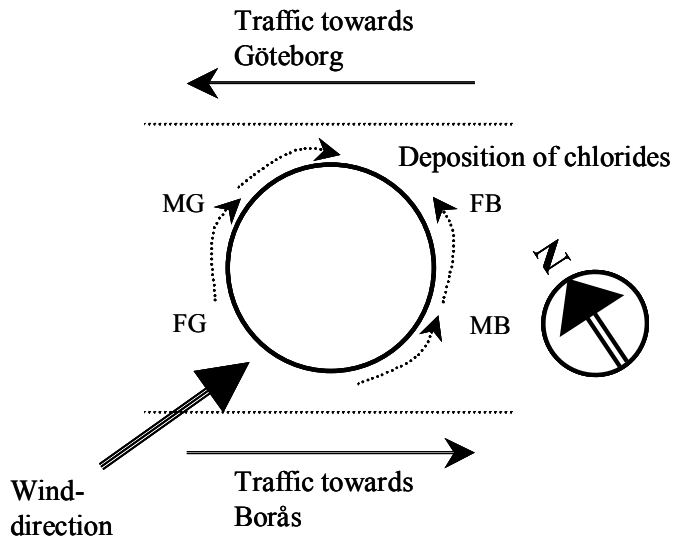 Traffic towards
Göteborg
Deposition of chlorides
MG
FB
N
FG
MB
Wind-
direction
Traffic towards
Borås